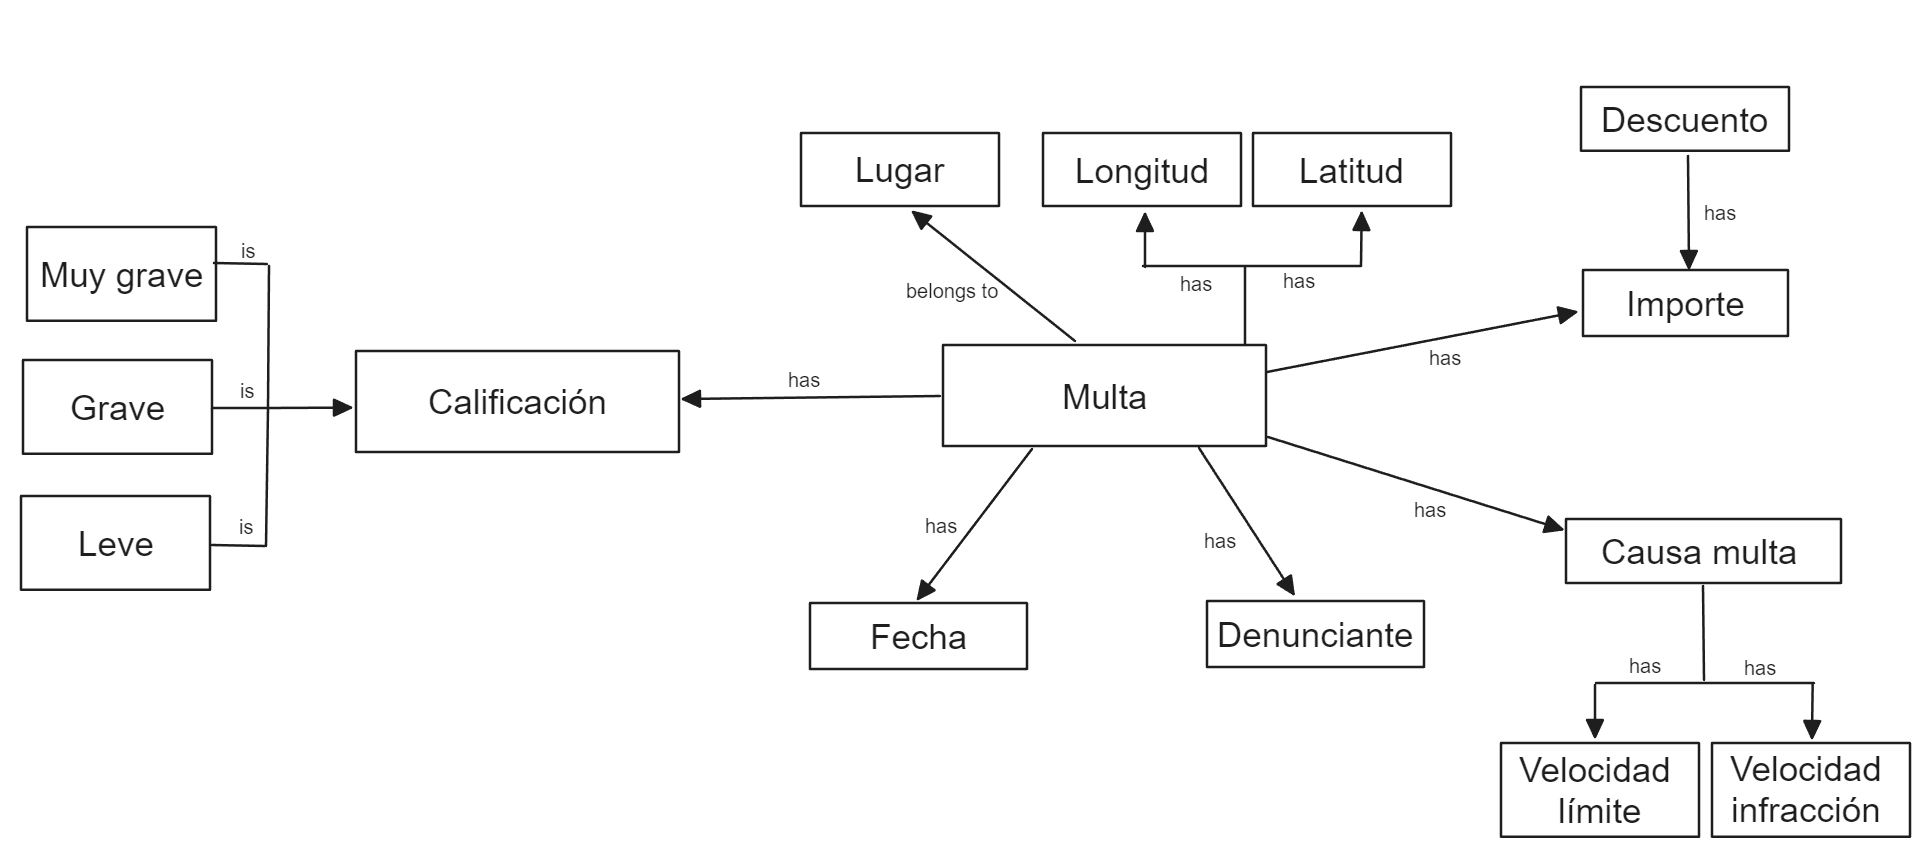 Descuento
Lugar
Longitud
Latitud
has
Muy grave
is
belongs to
has
has
Importe
has
Grave
is
Calificación
has
Multa
Leve
is
has
has
has
Causa multa
Fecha
Denunciante
has
has
Velocidad
límite
Velocidad
infracción